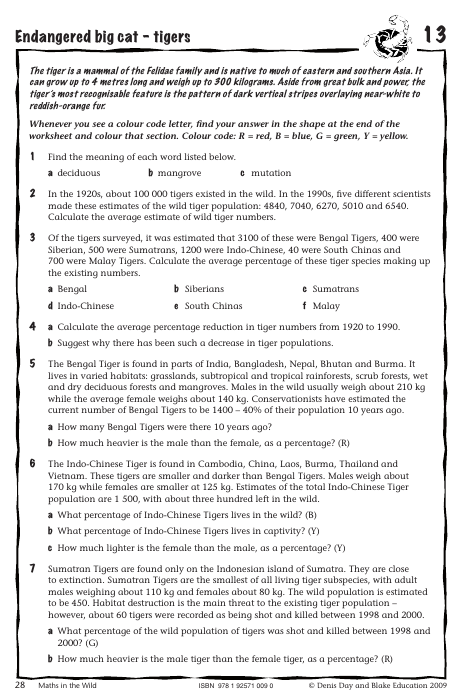 Endangered big cat – tigers
13
The tiger is a mammal of the Felidae family and is native to much of eastern and southern Asia. It
can grow up to 4 metres long and weigh up to 300 kilograms. Aside from great bulk and power, the
tiger's most recognisable feature is the pattern of dark vertical stripes overlaying near-white to
reddish-orange fur.
Whenever you see a colour code letter, find your answer in the shape at the end of the
worksheet and colour that section. Colour code: R = red, B = blue, G = green, Y = yellow.
1 Find the meaning of each word listed below.
a deciduous b mangrove c mutation
2 In the 1920s, about 100 000 tigers existed in the wild. In the 1990s, five different scientists
made these estimates of the wild tiger population: 4840, 7040, 6270, 5010 and 6540.
Calculate the average estimate of wild tiger numbers.
3 Of the tigers surveyed, it was estimated that 3100 of these were Bengal Tigers, 400 were
Siberian, 500 were Sumatrans, 1200 were Indo-Chinese, 40 were South Chinas and
700 were Malay Tigers. Calculate the average percentage of these tiger species making up
the existing numbers.
a Bengal b Siberians c Sumatrans
d Indo-Chinese e South Chinas f Malay
4 a Calculate the average percentage reduction in tiger numbers from 1920 to 1990.
b Suggest why there has been such a decrease in tiger populations.
5 The Bengal Tiger is found in parts of India, Bangladesh, Nepal, Bhutan and Burma. It
lives in varied habitats: grasslands, subtropical and tropical rainforests, scrub forests, wet
and dry deciduous forests and mangroves. Males in the wild usually weigh about 210 kg
while the average female weighs about 140 kg. Conservationists have estimated the
current number of Bengal Tigers to be 1400 – 40% of their population 10 years ago.
a How many Bengal Tigers were there 10 years ago?
b How much heavier is the male than the female, as a percentage? (R)
6 The Indo-Chinese Tiger is found in Cambodia, China, Laos, Burma, Thailand and
Vietnam. These tigers are smaller and darker than Bengal Tigers. Males weigh about
170 kg while females are smaller at 125 kg. Estimates of the total Indo-Chinese Tiger
population are 1 500, with about three hundred left in the wild.
a What percentage of Indo-Chinese Tigers lives in the wild? (B)
b What percentage of Indo-Chinese Tigers lives in captivity? (Y)
c How much lighter is the female than the male, as a percentage? (Y)
7 Sumatran Tigers are found only on the Indonesian island of Sumatra. They are close
to extinction. Sumatran Tigers are the smallest of all living tiger subspecies, with adult
males weighing about 110 kg and females about 80 kg. The wild population is estimated
to be 450. Habitat destruction is the main threat to the existing tiger population –
however, about 60 tigers were recorded as being shot and killed between 1998 and 2000.
a What percentage of the wild population of tigers was shot and killed between 1998 and
2000? (G)
b How much heavier is the male tiger than the female tiger, as a percentage? (R)
28 Maths in the Wild ISBN 978 1 92571 009 0 © Denis Day and Blake Education 2009